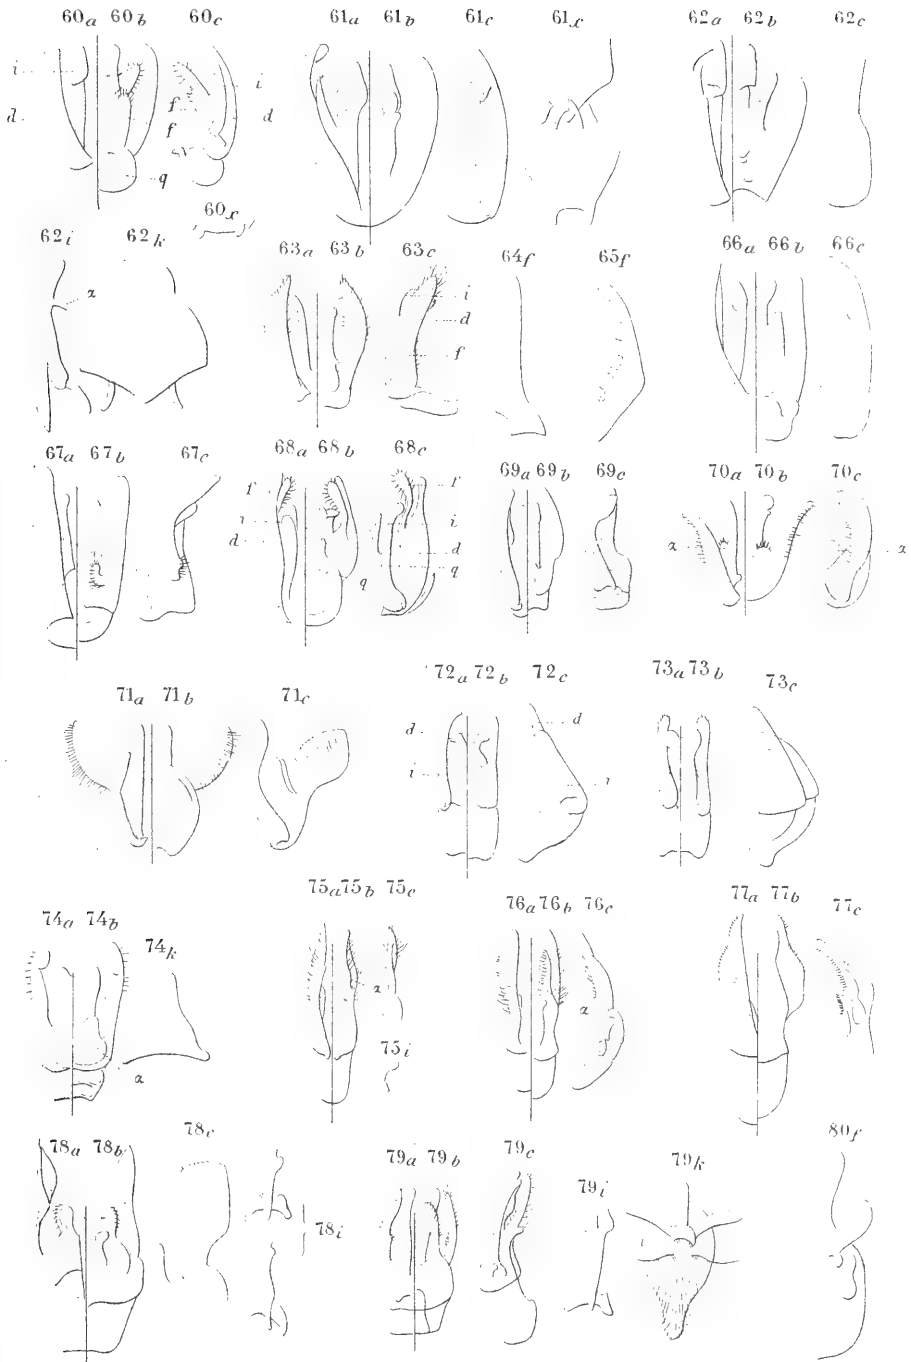 60a 60b 60c 61a 61b 61c 61x 62a 62b 62c
i i
d f d
f
q
60x
62i 62k 63a 63b 63c 64f 65f 66a 66b 66c
a i
d
f
67a 67b 67c 68a 68b 68c 69a 69b 69c 70a 70b 70c
f f
i i
d d
q q
a a
71a 71b 71c 72a 72b 72c 73a 73b 73c
d d
i i
74a 74b 74k 75a 75b 75c 76a 76b 76c 77a 77b 77c
a a
75i
a
78a 78b 78c 79a 79b 79c 79i 79k 80f
78i